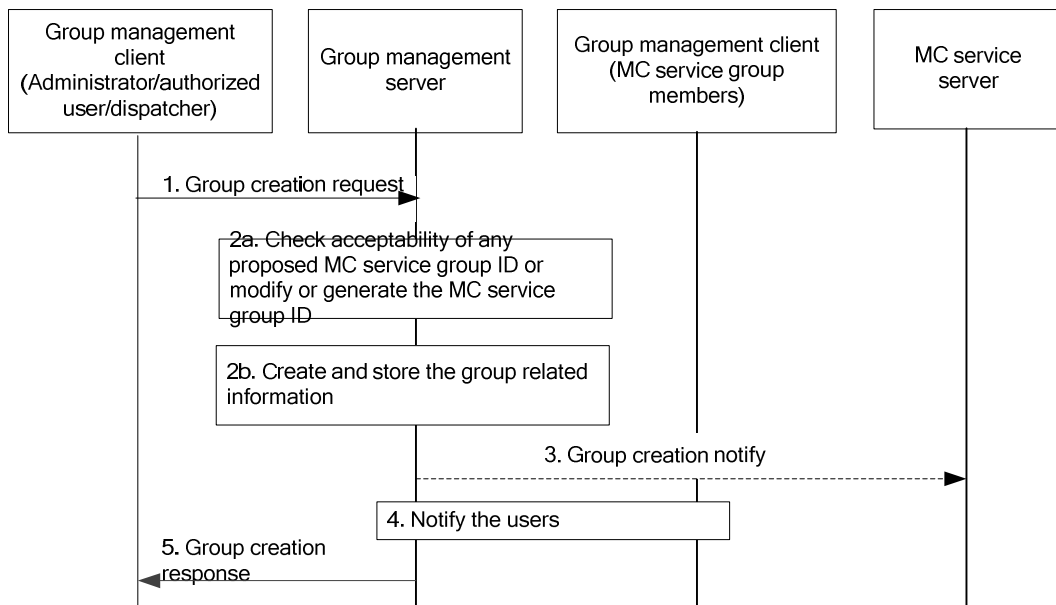 Group management
client
(Administrator/authorized
user/dispatcher)
Group management
server
Group management client
(MC service group
members)
MC service
server
1. Group creation request
2a. Check acceptability of any
proposed MC service group ID or
modify or generate the MC service
group ID
2b. Create and store the group related
information
3. Group creation notify
4. Notify the users
5. Group creation
response